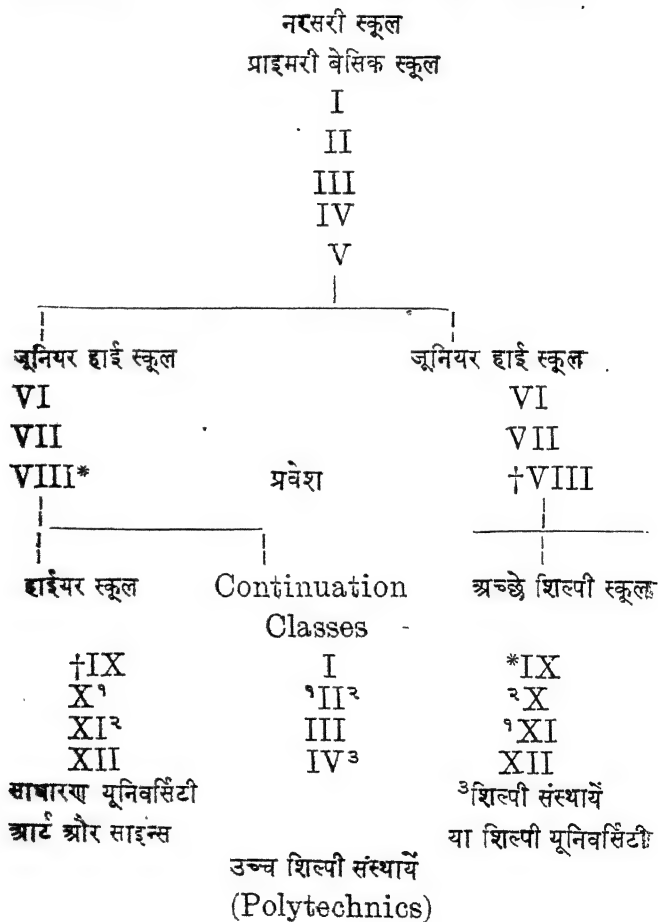 नरसरी स्कूल
प्राइमरी बेसिक स्कूल
I
II
III
IV
V
जूनियर हाई स्कूल जूनियर हाई स्कूल
VI VI
VII VII
VIII* प्रवेश †VIII
हाईयर स्कूल Continuation अच्छे शिल्पी स्कूल
Classes
†IX I *IX
X¹ ¹II² ²X
XI² III ¹XI
XII IV³ XII
साधारण यूनिवर्सिटी ³शिल्पी संस्थायें
आर्ट और साइन्स या शिल्पी यूनिवर्सिटी
उच्च शिल्पी संस्थायें
(Polytechnics)